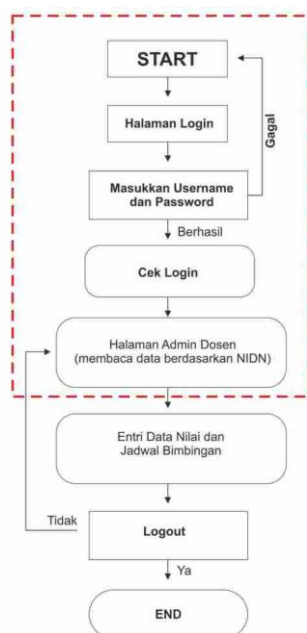 START
Halaman Login
Gagal
Masukkan Username
dan Password
Berhasil
Cek Login
Halaman Admin Dosen
(membaca data berdasarkan NIDN)
Entri Data Nilai dan
Jadwal Bimbingan
Tidak
Logout
Ya
END